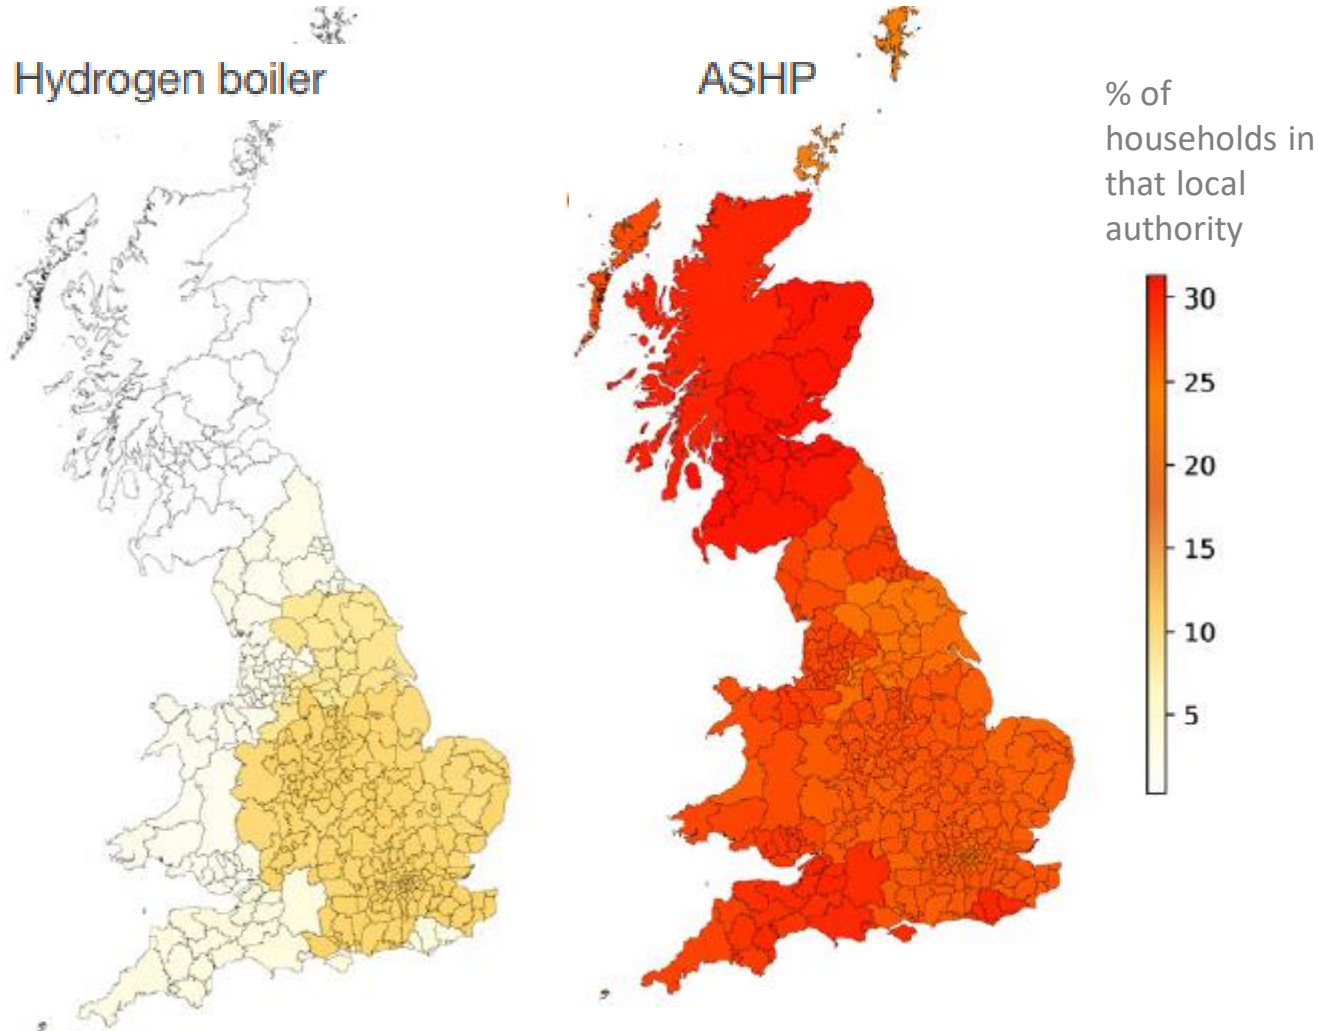 Hydrogen boiler
ASHP
% of
households in
that local
authority
30
25
20
15
10
5